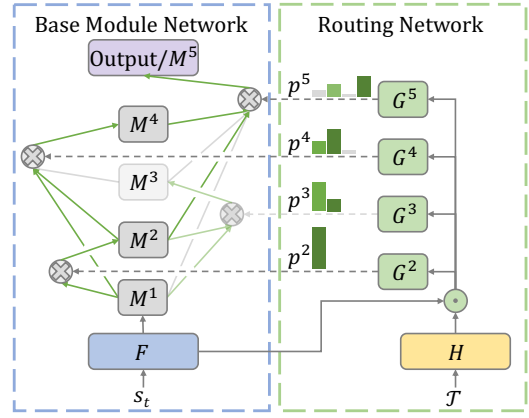 Base Module Network
Routing Network
Output/M⁵
p⁵
G⁵
M⁴
p⁴
G⁴
M³
p³
G³
M²
p²
G²
M¹
F
H
s_t
𝒯